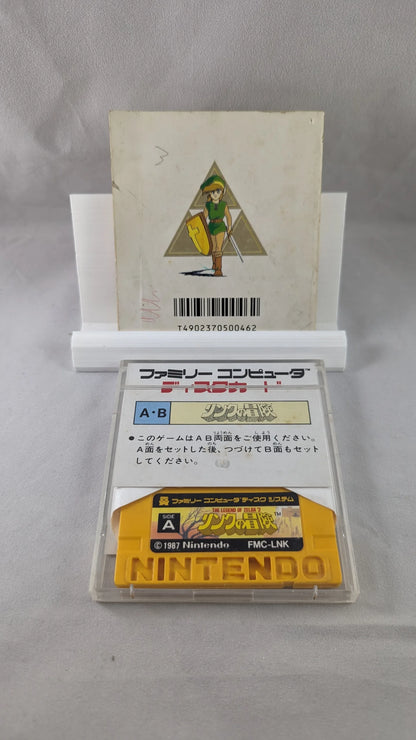 T4902370500462
ファミリー コンピュータ™
ディスクカード
A・B
リンクの冒険
●このゲームはＡＢ両面をご使用ください。
Ａ面をセットした後、つづけてＢ面もセット
してください。
ファミリー コンピュータ ディスク システム
SIDE
A
THE LEGEND OF ZELDA 2
リンクの冒険™
©1987 Nintendo
FMC-LNK
NINTENDO